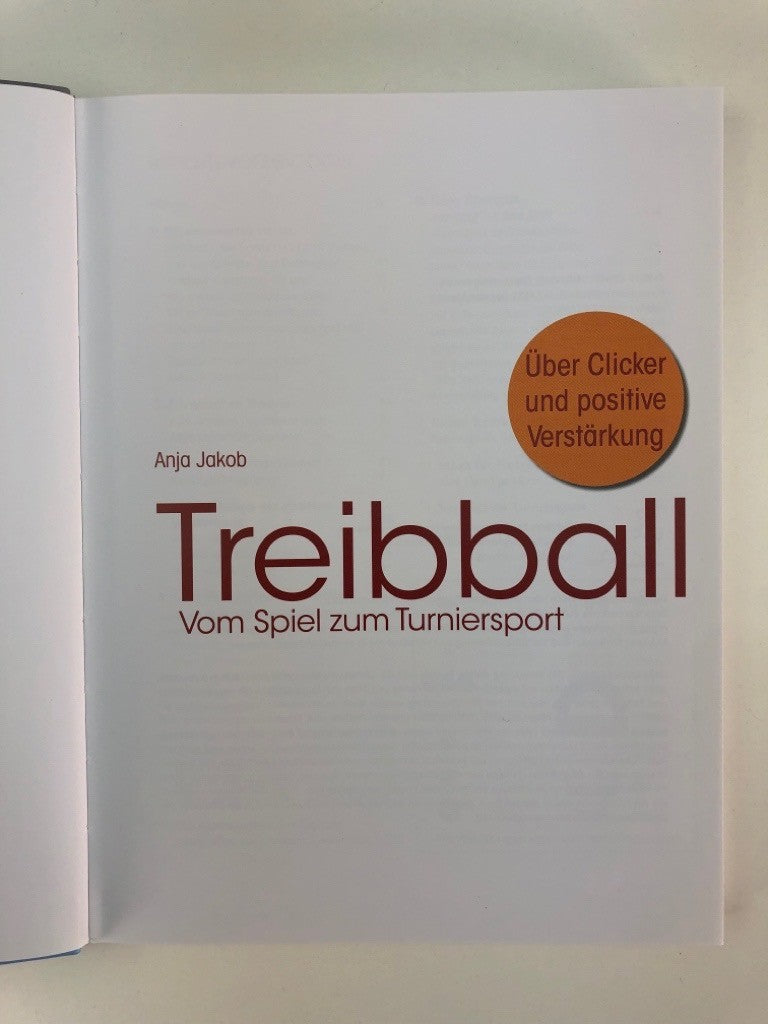 Über Clicker
und positive
Verstärkung
Anja Jakob
Treibball
Vom Spiel zum Turniersport